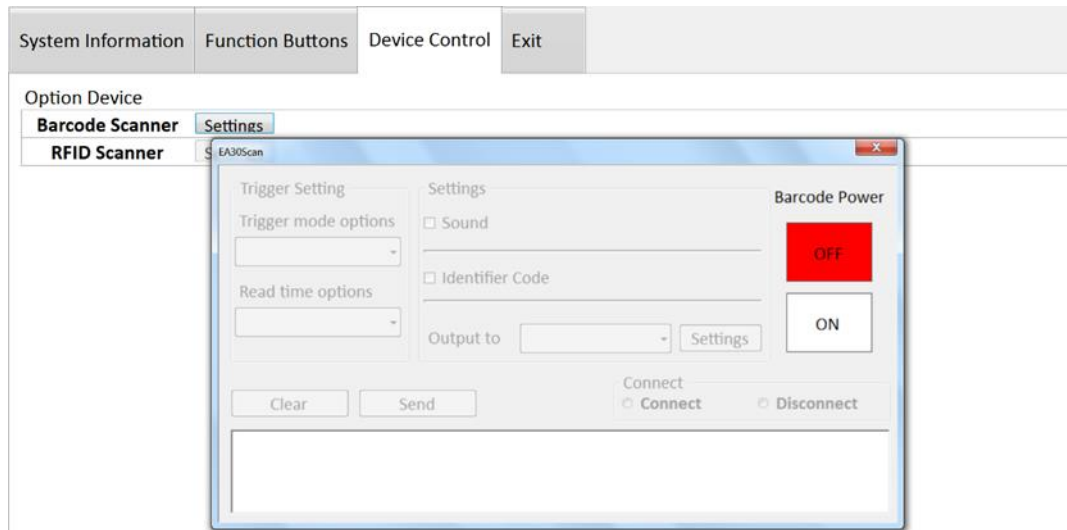 System Information Function Buttons Device Control Exit
Option Device
Barcode Scanner Settings
RFID Scanner S
EA30Scan
Trigger Setting
Trigger mode options
Read time options
Settings
Sound
Identifier Code
Output to Settings
Barcode Power
OFF
ON
Clear Send
Connect
Connect Disconnect